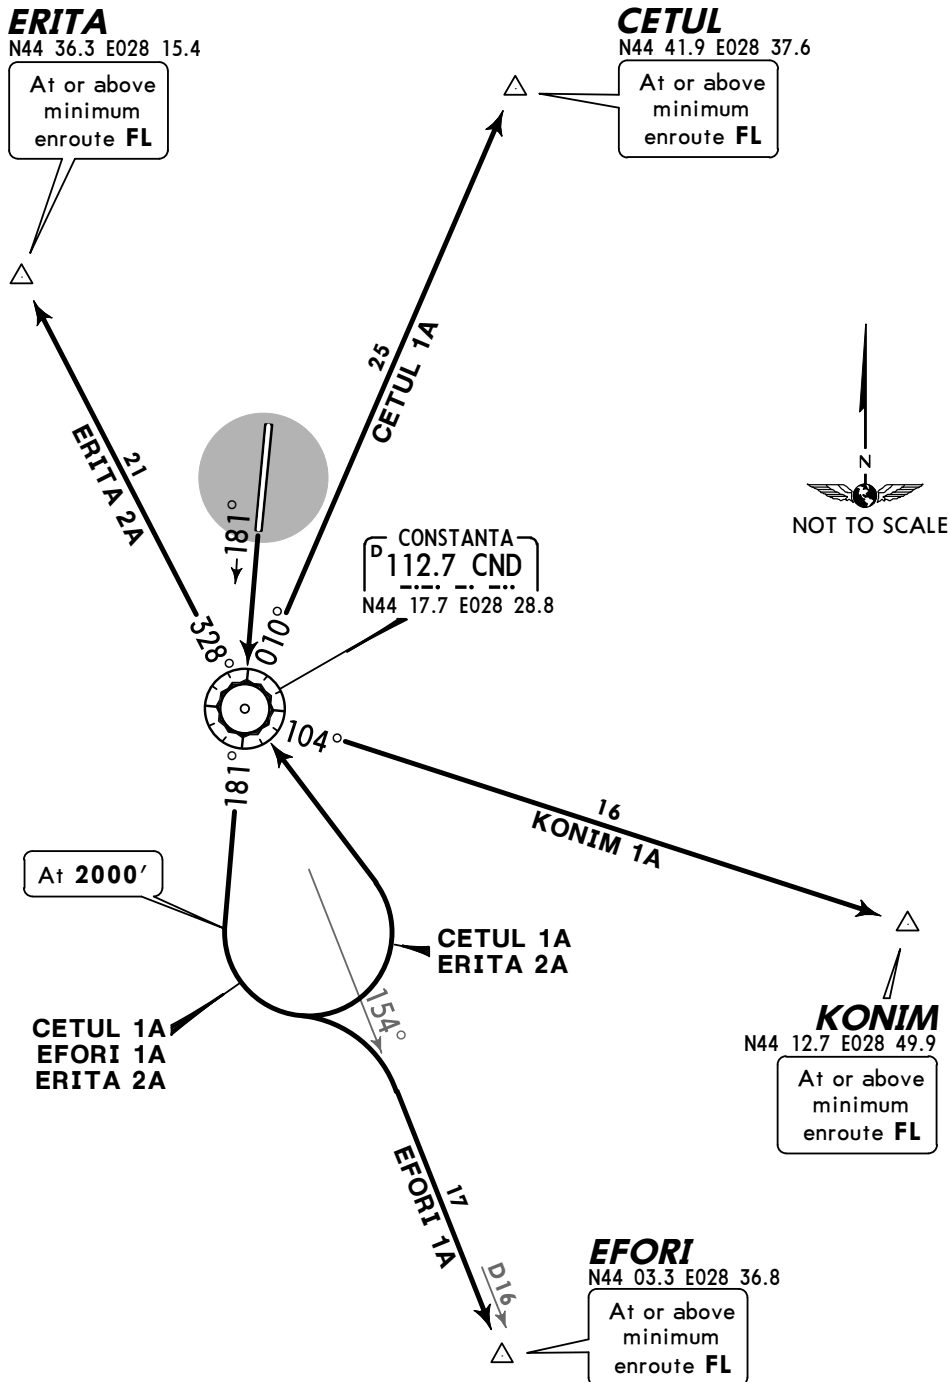 ERITA
N44 36.3 E028 15.4
At or above
minimum
enroute FL
CETUL
N44 41.9 E028 37.6
At or above
minimum
enroute FL
25
CETUL 1A
21
ERITA 2A
181°
N
NOT TO SCALE
CONSTANTA
D 112.7 CND
N44 17.7 E028 28.8
328°
010°
104°
181°
16
KONIM 1A
At 2000'
CETUL 1A
ERITA 2A
154°
CETUL 1A
EFORI 1A
ERITA 2A
KONIM
N44 12.7 E028 49.9
At or above
minimum
enroute FL
17
EFORI 1A
D16
EFORI
N44 03.3 E028 36.8
At or above
minimum
enroute FL